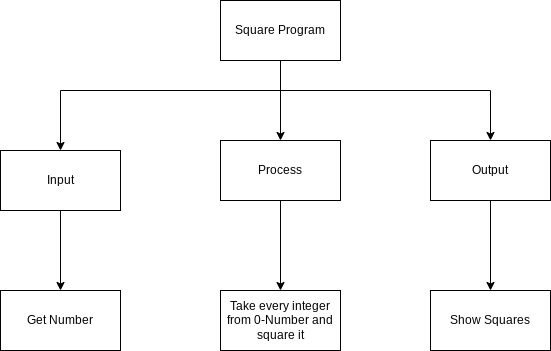 Square Program
Input
Process
Output
Get Number
Take every integer
from 0-Number and
square it
Show Squares